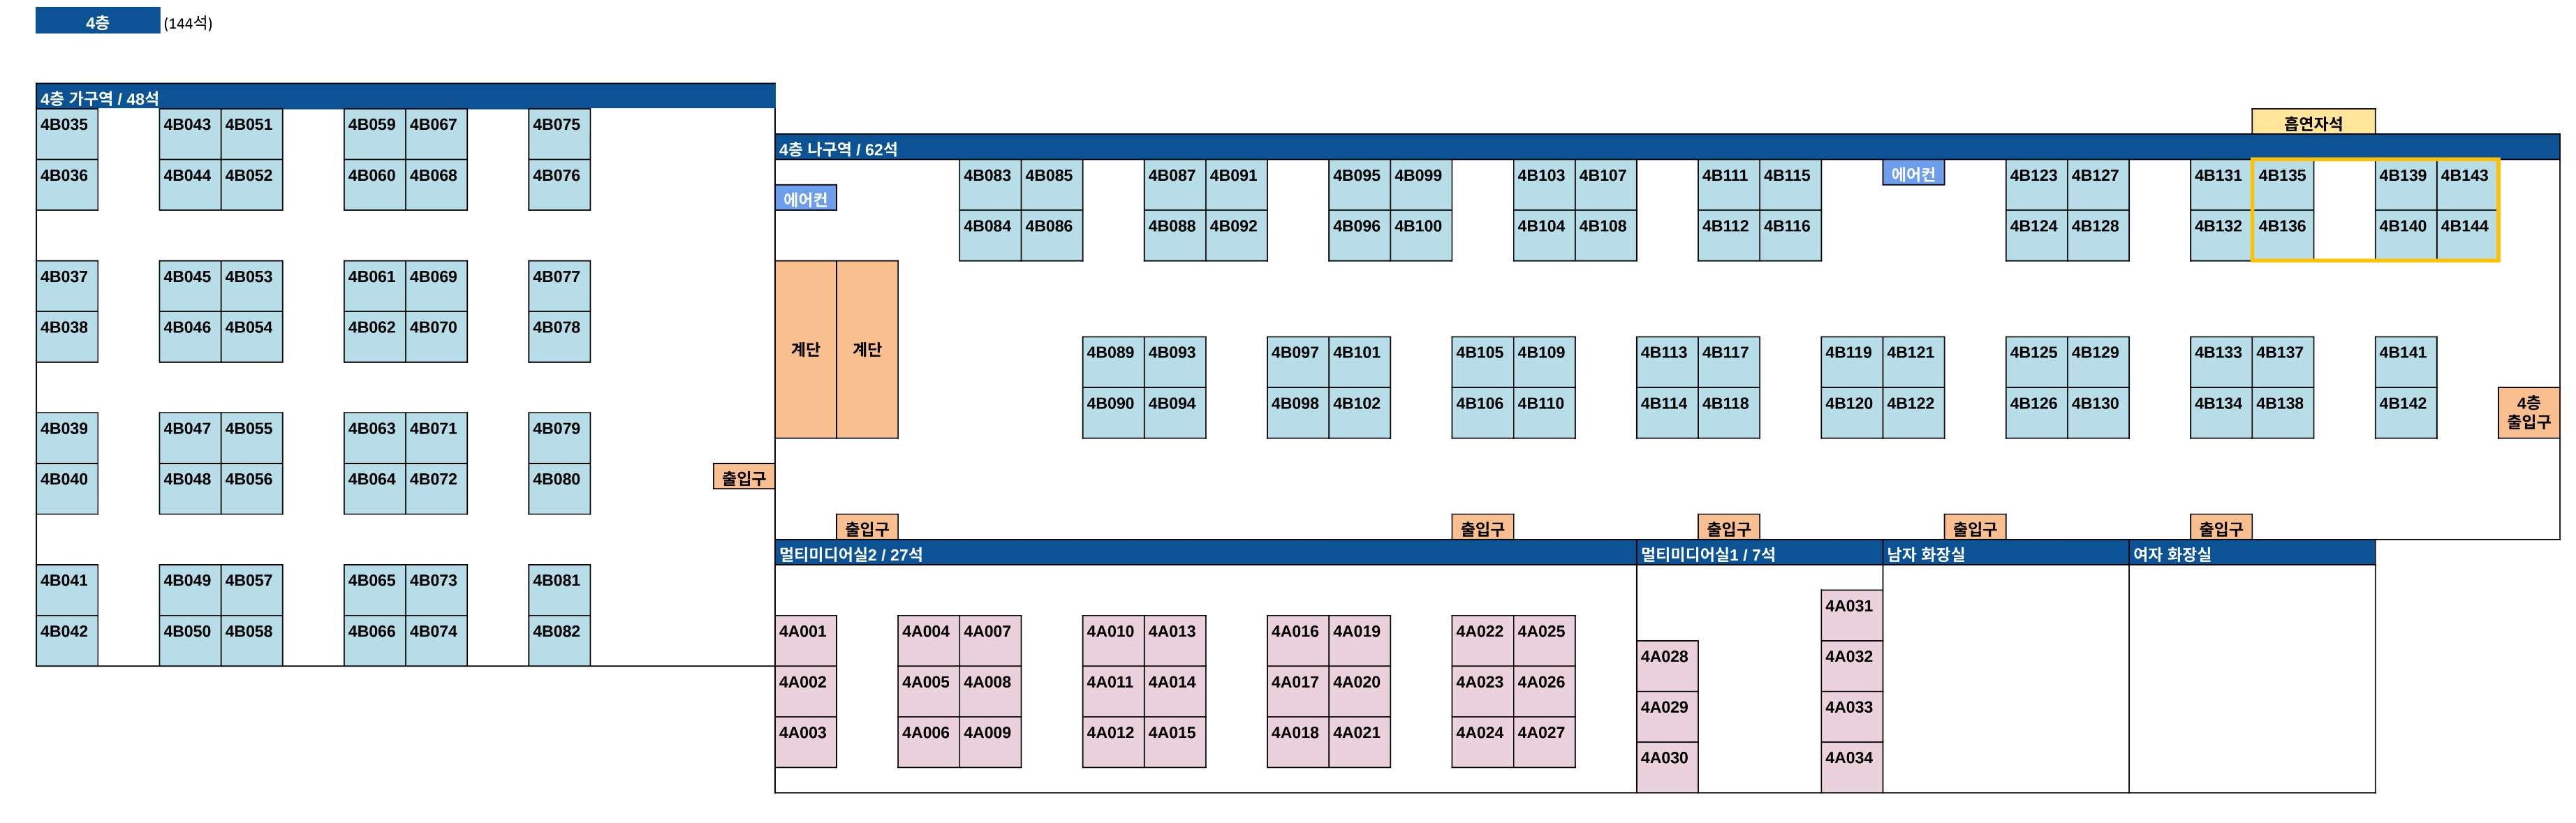 4층 (144석)
4층 가구역 / 48석
4B035 4B043 4B051 4B059 4B067 4B075
4B036 4B044 4B052 4B060 4B068 4B076
4B037 4B045 4B053 4B061 4B069 4B077
4B038 4B046 4B054 4B062 4B070 4B078
4B039 4B047 4B055 4B063 4B071 4B079
4B040 4B048 4B056 4B064 4B072 4B080
출입구
4B041 4B049 4B057 4B065 4B073 4B081
4B042 4B050 4B058 4B066 4B074 4B082
흡연자석
4층 나구역 / 62석
4B083 4B085 4B087 4B091 4B095 4B099 4B103 4B107 4B111 4B115 에어컨 4B123 4B127 4B131 4B135 4B139 4B143
에어컨
4B084 4B086 4B088 4B092 4B096 4B100 4B104 4B108 4B112 4B116 4B124 4B128 4B132 4B136 4B140 4B144
계단 계단
4B089 4B093 4B097 4B101 4B105 4B109 4B113 4B117 4B119 4B121 4B125 4B129 4B133 4B137 4B141
4B090 4B094 4B098 4B102 4B106 4B110 4B114 4B118 4B120 4B122 4B126 4B130 4B134 4B138 4B142
4층
출입구
출입구 출입구 출입구 출입구 출입구
멀티미디어실2 / 27석
4A001 4A004 4A007 4A010 4A013 4A016 4A019 4A022 4A025
4A002 4A005 4A008 4A011 4A014 4A017 4A020 4A023 4A026
4A003 4A006 4A009 4A012 4A015 4A018 4A021 4A024 4A027
멀티미디어실1 / 7석
4A031
4A028 4A032
4A029 4A033
4A030 4A034
남자 화장실
여자 화장실